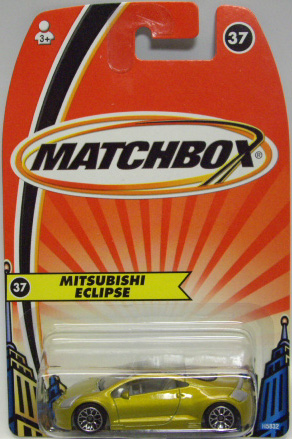 3+
37
MATCHBOX®
37
MITSUBISHI
ECLIPSE